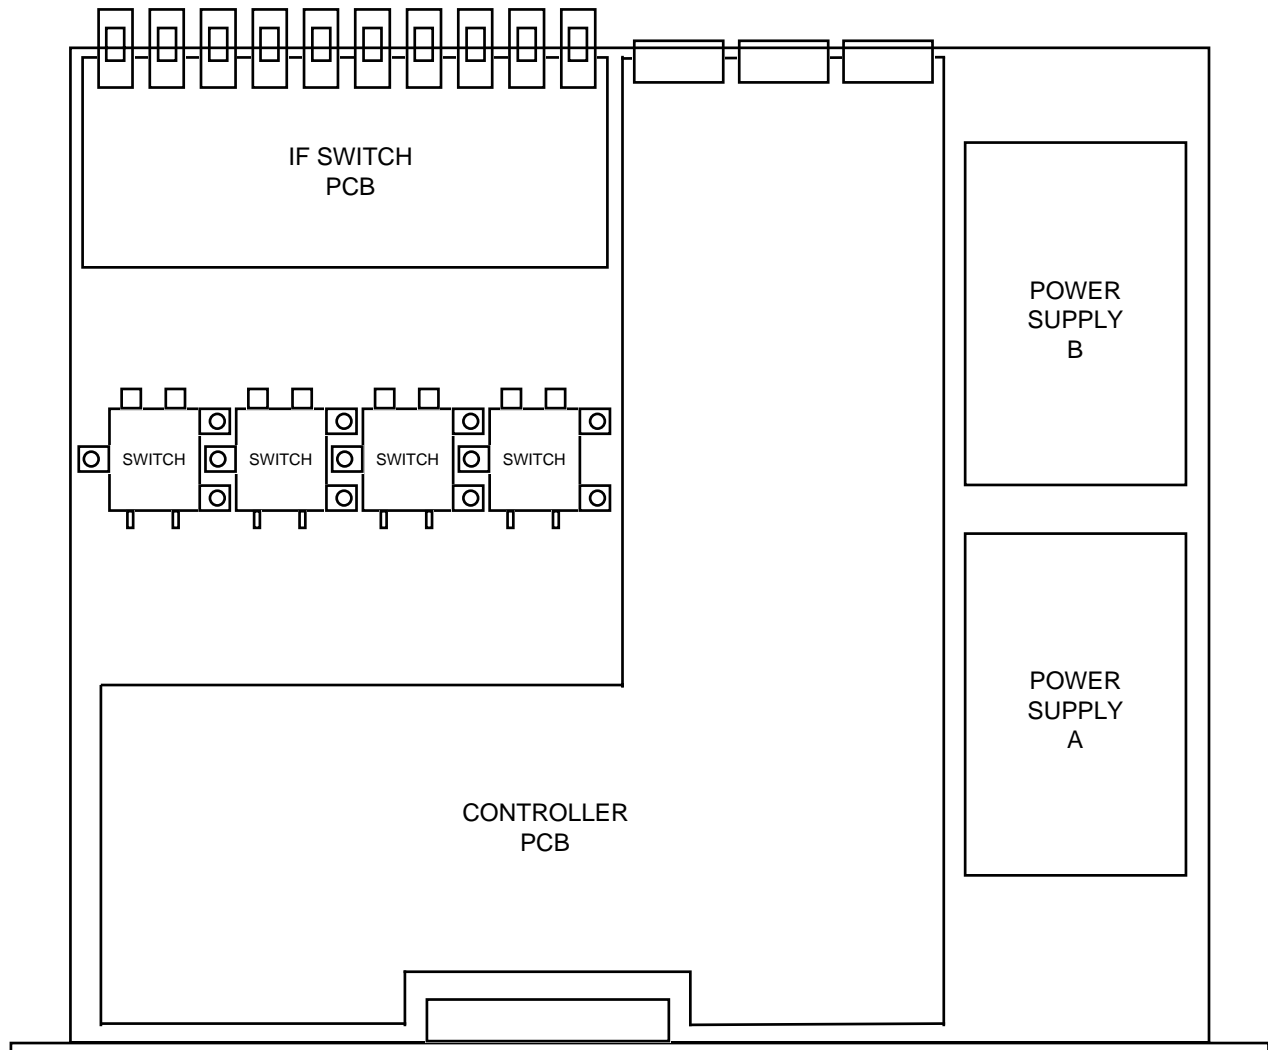 IF SWITCH
PCB
POWER
SUPPLY
B
SWITCH
SWITCH
SWITCH
SWITCH
POWER
SUPPLY
A
CONTROLLER
PCB